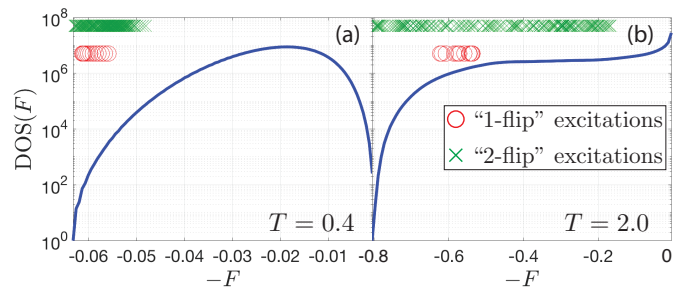 10^8
10^6
10^4
10^2
10^0
DOS(F)
(a)
(b)
"1-flip" excitations
"2-flip" excitations
T = 0.4
T = 2.0
-0.06 -0.05 -0.04 -0.03 -0.02 -0.01 -0.8 -0.6 -0.4 -0.2 0
−F
−F